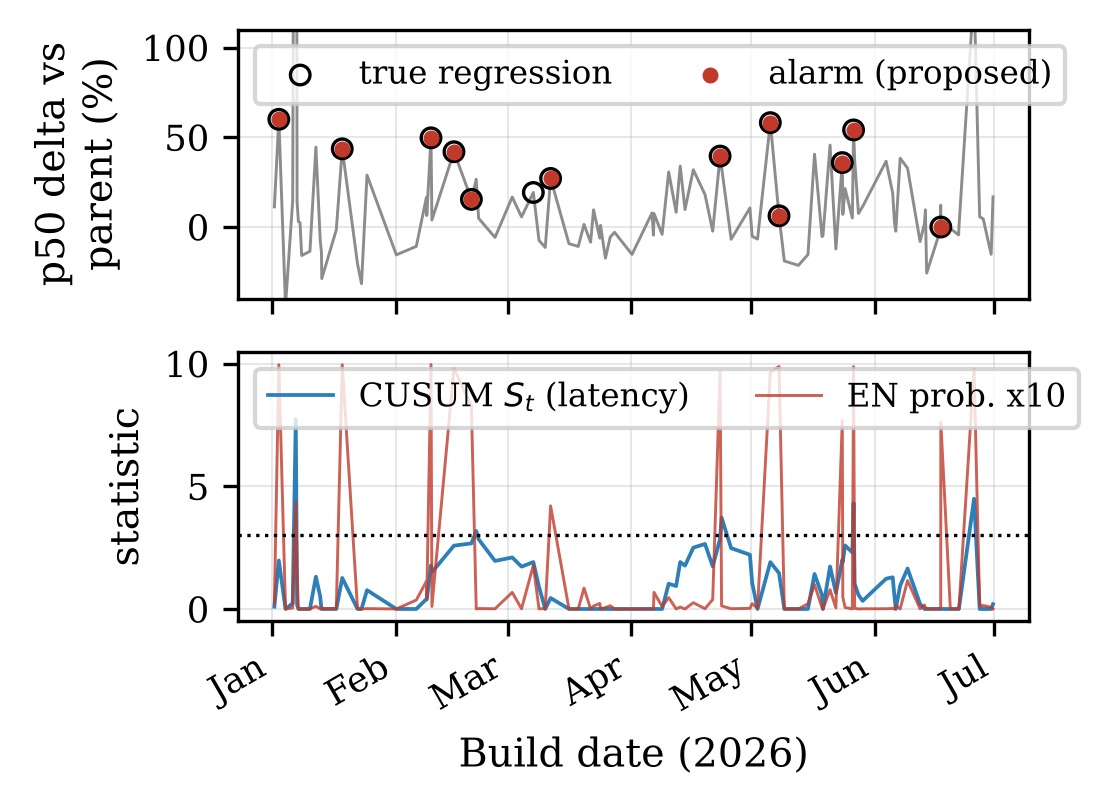 p50 delta vs
parent (%)
100
50
0
true regression
alarm (proposed)
statistic
10
5
0
CUSUM S_t (latency)
EN prob. x10
Jan
Feb
Mar
Apr
May
Jun
Jul
Build date (2026)